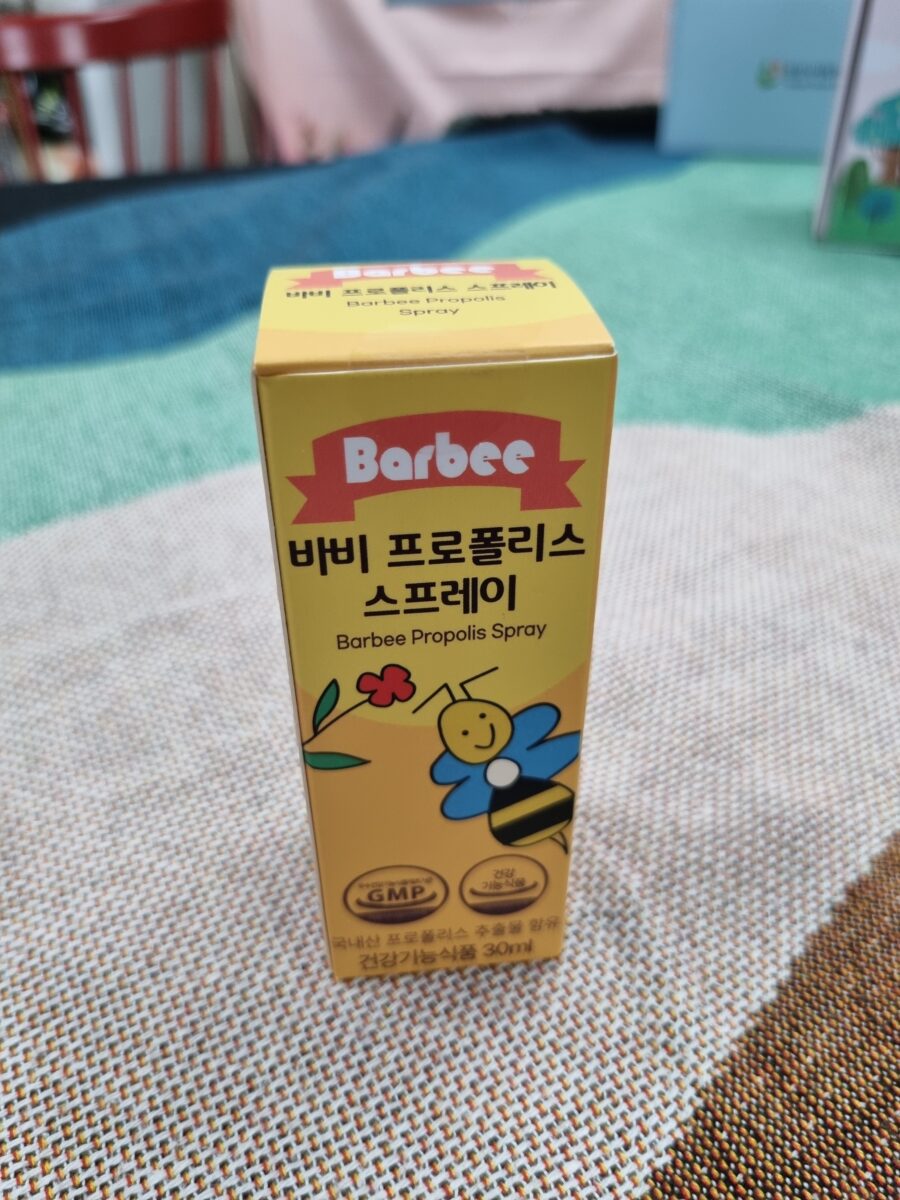 Barbee
바비 프로폴리스 스프레이
Barbee Propolis
Spray
Barbee
바비 프로폴리스
스프레이
Barbee Propolis Spray
GMP
건강
기능식품
국내산 프로폴리스 추출물 함유
건강기능식품 30ml